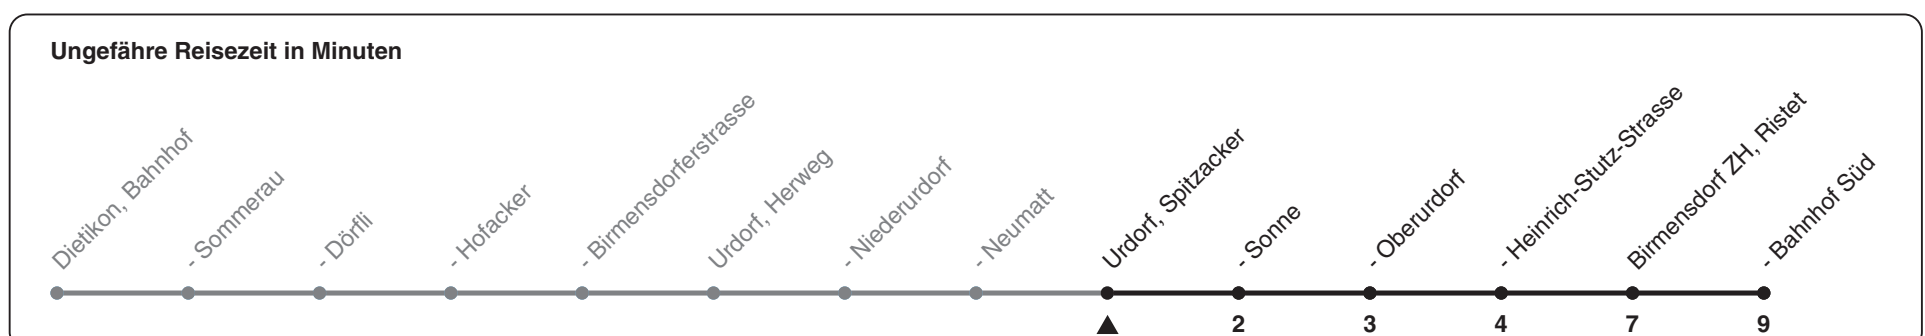 Ungefähre Reisezeit in Minuten
Dietikon, Bahnhof
- Sommerau
- Dörfli
- Hofacker
- Birmensdorferstrasse
Urdorf, Herweg
- Niederurdorf
- Neumatt
Urdorf, Spitzacker
- Sonne
- Oberurdorf
- Heinrich-Stutz-Strasse
Birmensdorf ZH, Ristet
- Bahnhof Süd
2 3 4 7 9